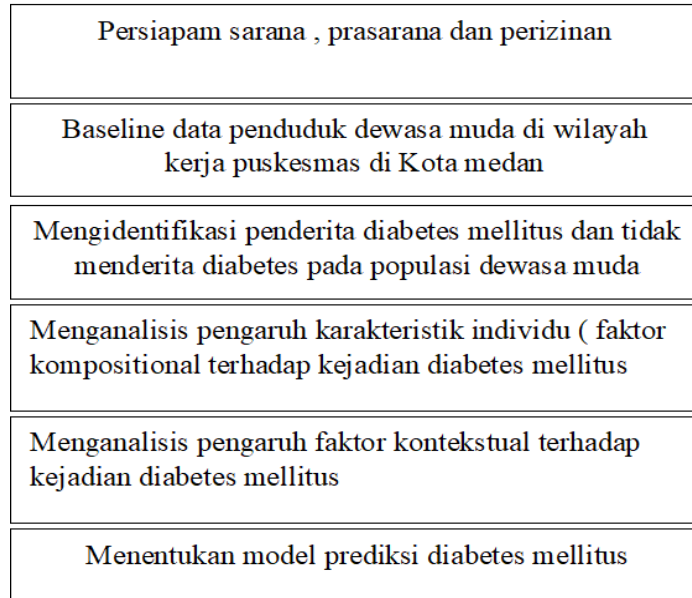 Persiapam sarana , prasarana dan perizinan
Baseline data penduduk dewasa muda di wilayah
kerja puskesmas di Kota medan
Mengidentifikasi penderita diabetes mellitus dan tidak
menderita diabetes pada populasi dewasa muda
Menganalisis pengaruh karakteristik individu ( faktor
kompositional terhadap kejadian diabetes mellitus
Menganalisis pengaruh faktor kontekstual terhadap
kejadian diabetes mellitus
Menentukan model prediksi diabetes mellitus